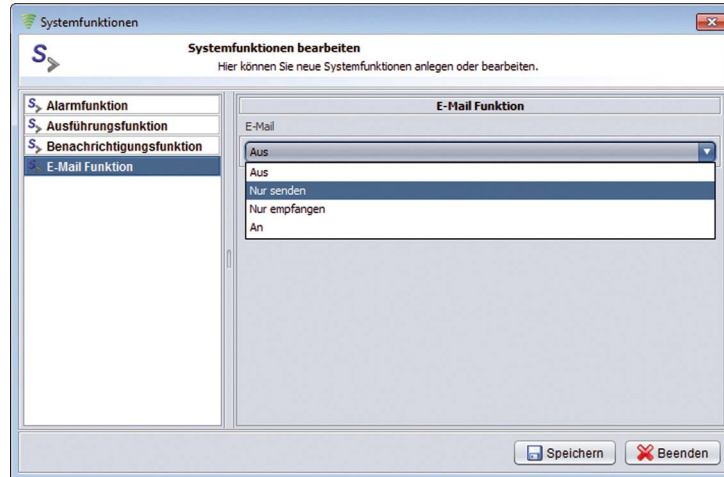 Systemfunktionen
Systemfunktionen bearbeiten
Hier können Sie neue Systemfunktionen anlegen oder bearbeiten.
Alarmfunktion
Ausführungsfunktion
Benachrichtigungsfunktion
E-Mail Funktion
E-Mail Funktion
E-Mail
Aus
Aus
Nur senden
Nur empfangen
An
Speichern
Beenden